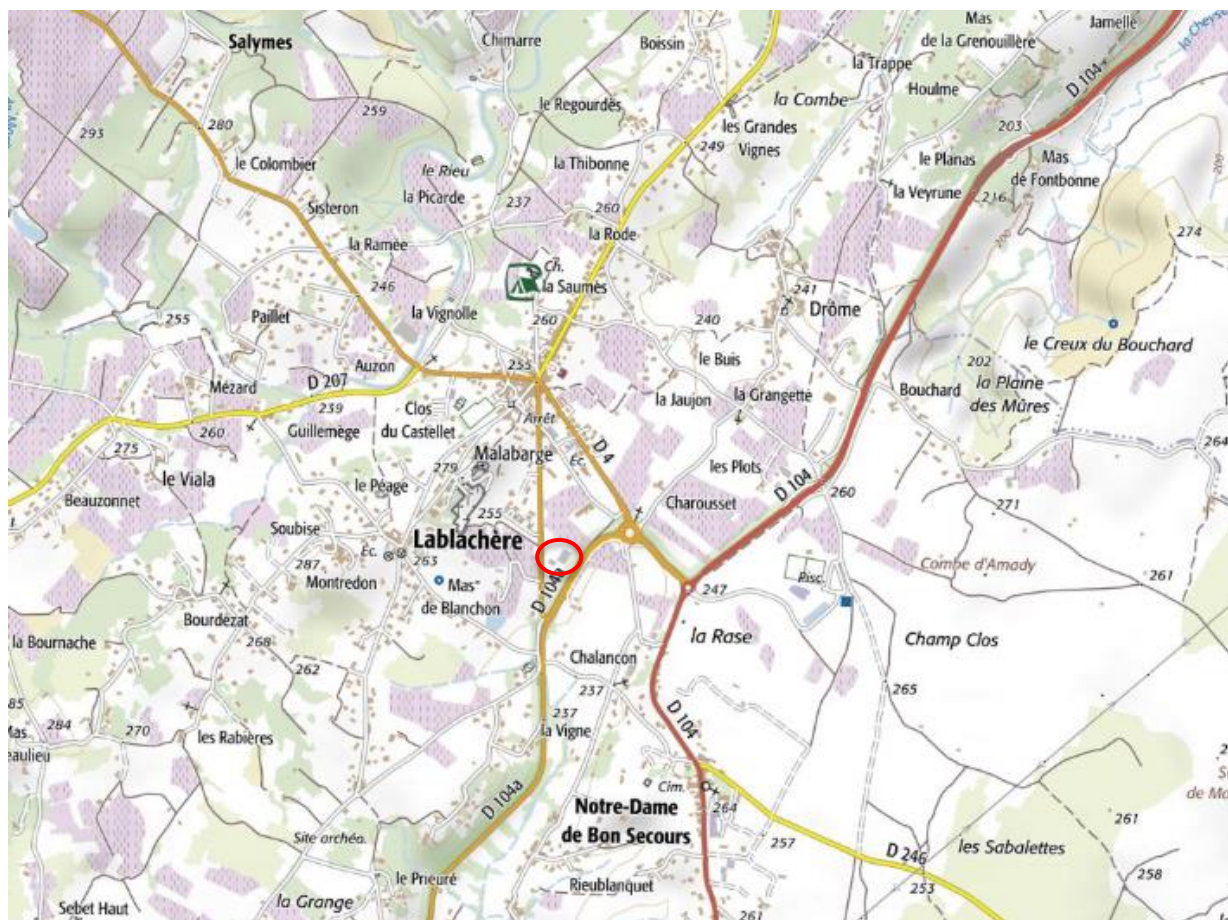 Jamelle
Mas
de la Grenouillère
Salymes
Chimarre
Boissin
la Trappe
Houlme
D 104
259
la Combe
le Regourdès
293
280
les Grandes
Vignes
203
249
le Colombier
la Thibonne
le Planas
Mas
de Fontbonne
le Rieu
la Picarde
la Veyrune
216
200
Sisteron
237
260
la Rode
274
la Ramée
Ch.
la Saumès
246
241
Drôme
255
Paillet
la Vignolle
260
240
le Creux du Bouchard
le Buis
202
la Plaine
des Mûres
Auzon
255
Mézard
D 207
la Grangette
Bouchard
239
Clos
du Castellet
Arrêt
la Jaujon
260
Guillemège
D 4
264
275
Malabarge
Éc.
les Plots
279
le Viala
le Péage
D 104
260
271
Beauzonnet
Charousset
255
Soubise
Lablachère
Éc.
263
Combe d'Amady
261
287
Montredon
Mas
de Blanchon
D 104a
Pisc.
247
Bourdezat
la Rase
Champ Clos
la Bournache
268
262
Chalancon
237
265
85
284
270
237
la Vigne
D 104
Mas
eaulieu
les Rabières
Cim.
264
Notre-Dame
de Bon Secours
D 104a
261
257
les Sabalettes
Site archéo.
D 246
le Prieuré
253
258
Rieublanquet
la Grange
Sebet Haut
261